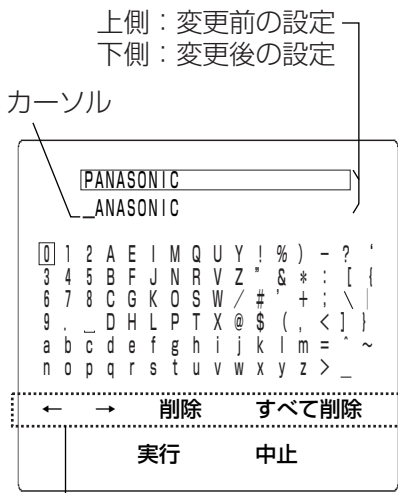 上側：変更前の設定
下側：変更後の設定
カーソル
PANASONIC
_ANASONIC
0 1 2 A E I M Q U Y ! % ) - ? ‘
3 4 5 B F J N R V Z " & * : [ {
6 7 8 C G K O S W / # ' + ; \ |
9 . _ D H L P T X @ $ ( , < ] }
a b c d e f g h i j k l m = ^ ~
n o p q r s t u v w x y z > _
← → 削除 すべて削除
実行 中止